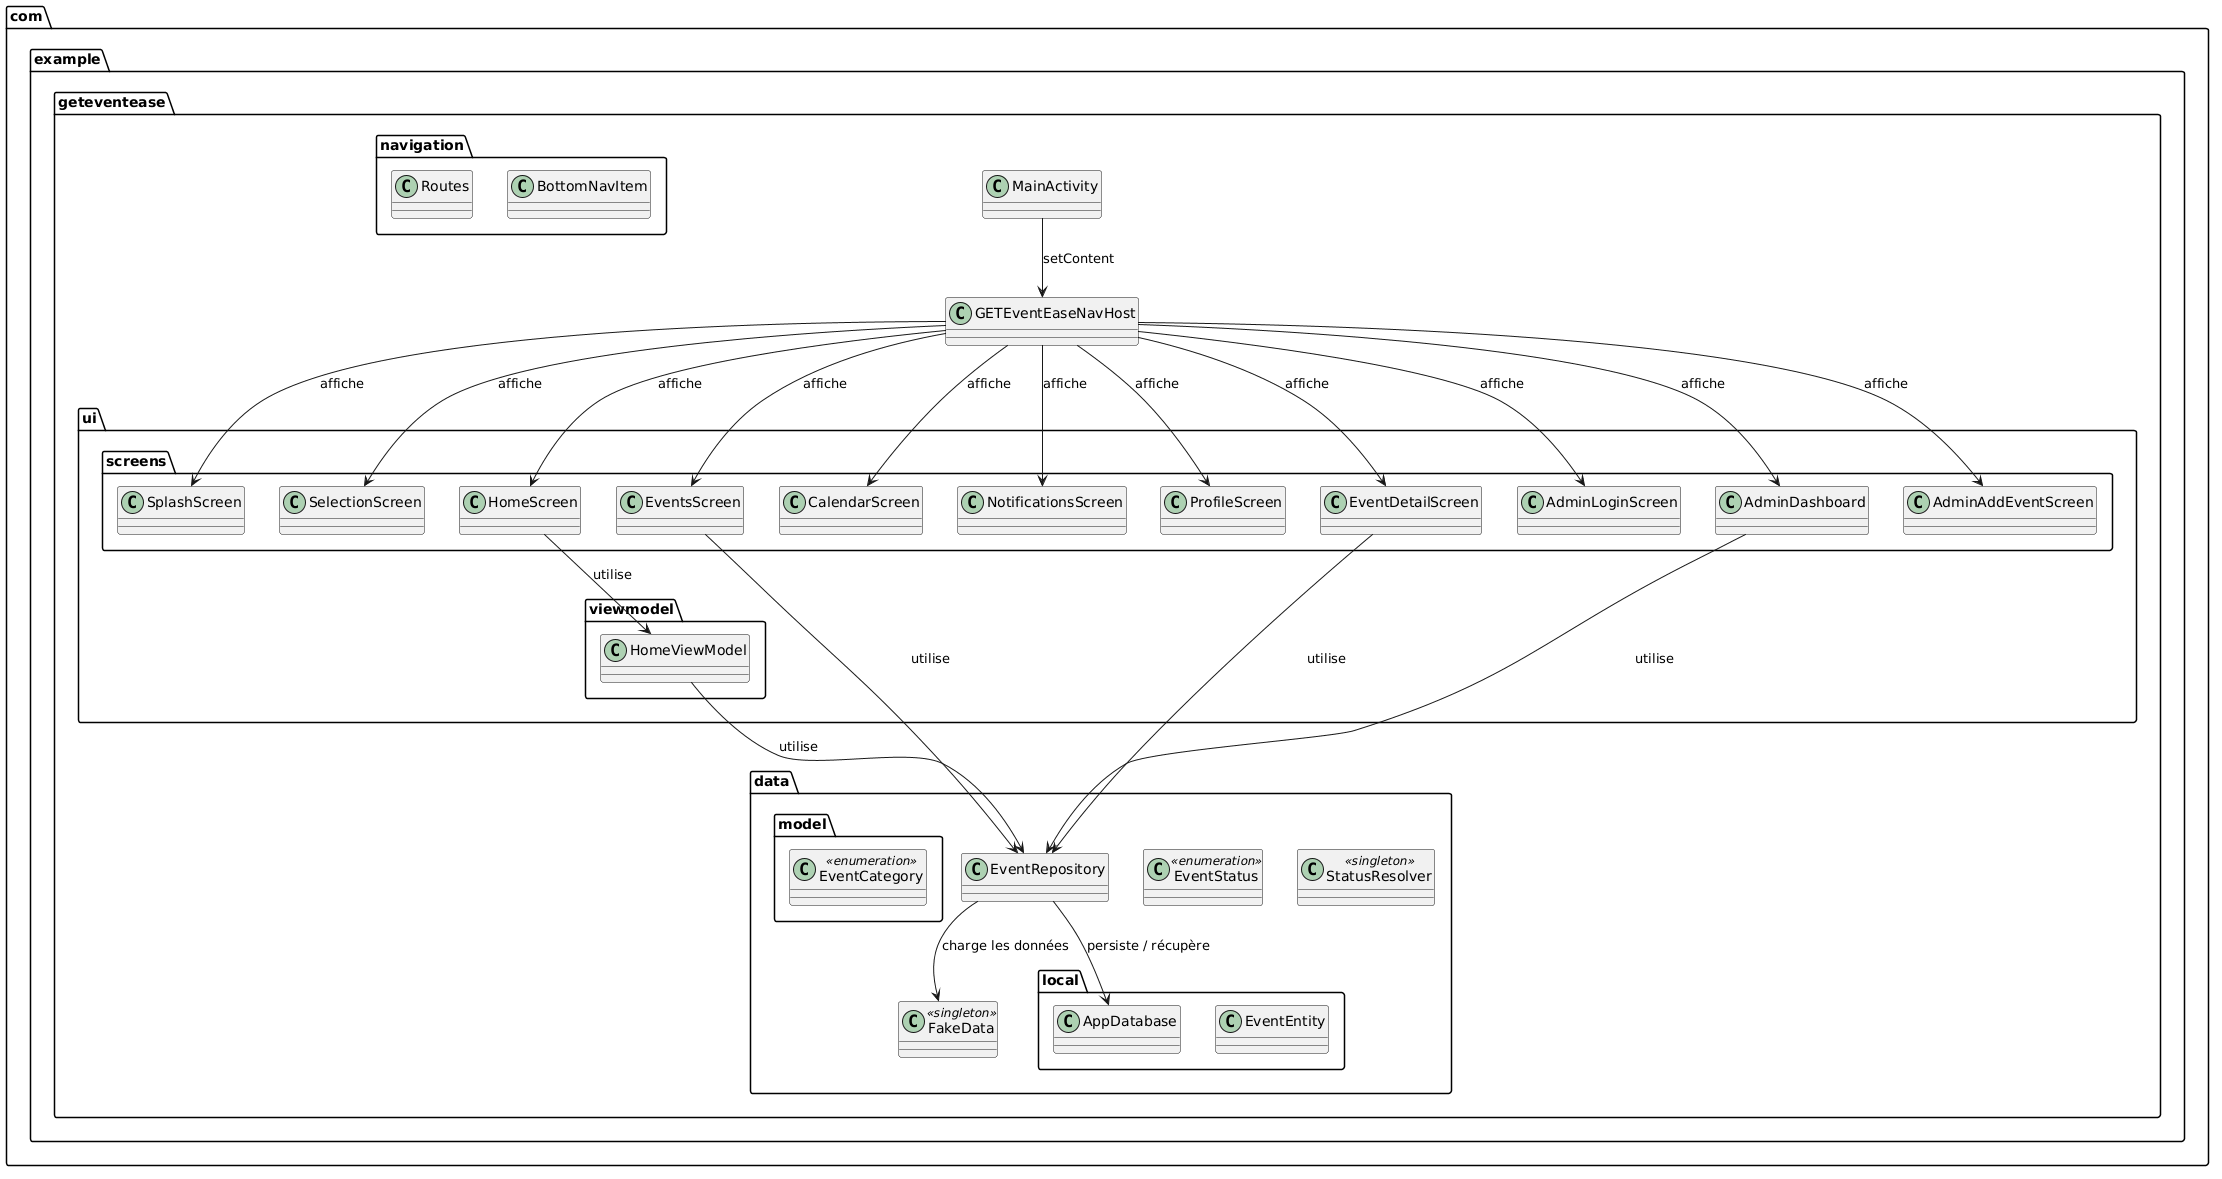 com
example
geteventease
navigation
C Routes
C BottomNavItem
C MainActivity
setContent
C GETEventEaseNavHost
affiche
affiche
affiche
affiche
affiche
affiche
affiche
affiche
affiche
affiche
affiche
ui
screens
C SplashScreen
C SelectionScreen
C HomeScreen
C EventsScreen
C CalendarScreen
C NotificationsScreen
C ProfileScreen
C EventDetailScreen
C AdminLoginScreen
C AdminDashboard
C AdminAddEventScreen
utilise
viewmodel
C HomeViewModel
utilise
utilise
utilise
utilise
data
model
C «enumeration»
EventCategory
C EventRepository
C «enumeration»
EventStatus
C «singleton»
StatusResolver
charge les données
persiste / récupère
local
C «singleton»
FakeData
C AppDatabase
C EventEntity